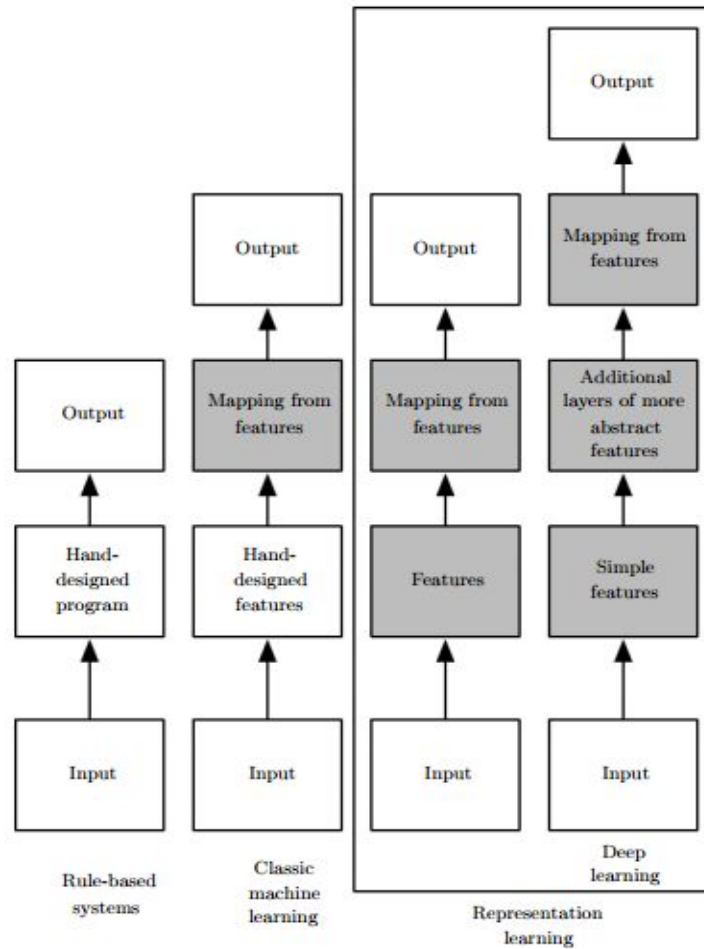 Output
Hand-
designed
program
Input
Rule-based
systems
Output
Mapping from
features
Hand-
designed
features
Input
Classic
machine
learning
Output
Mapping from
features
Features
Input
Output
Mapping from
features
Additional
layers of more
abstract
features
Simple
features
Input
Deep
learning
Representation
learning